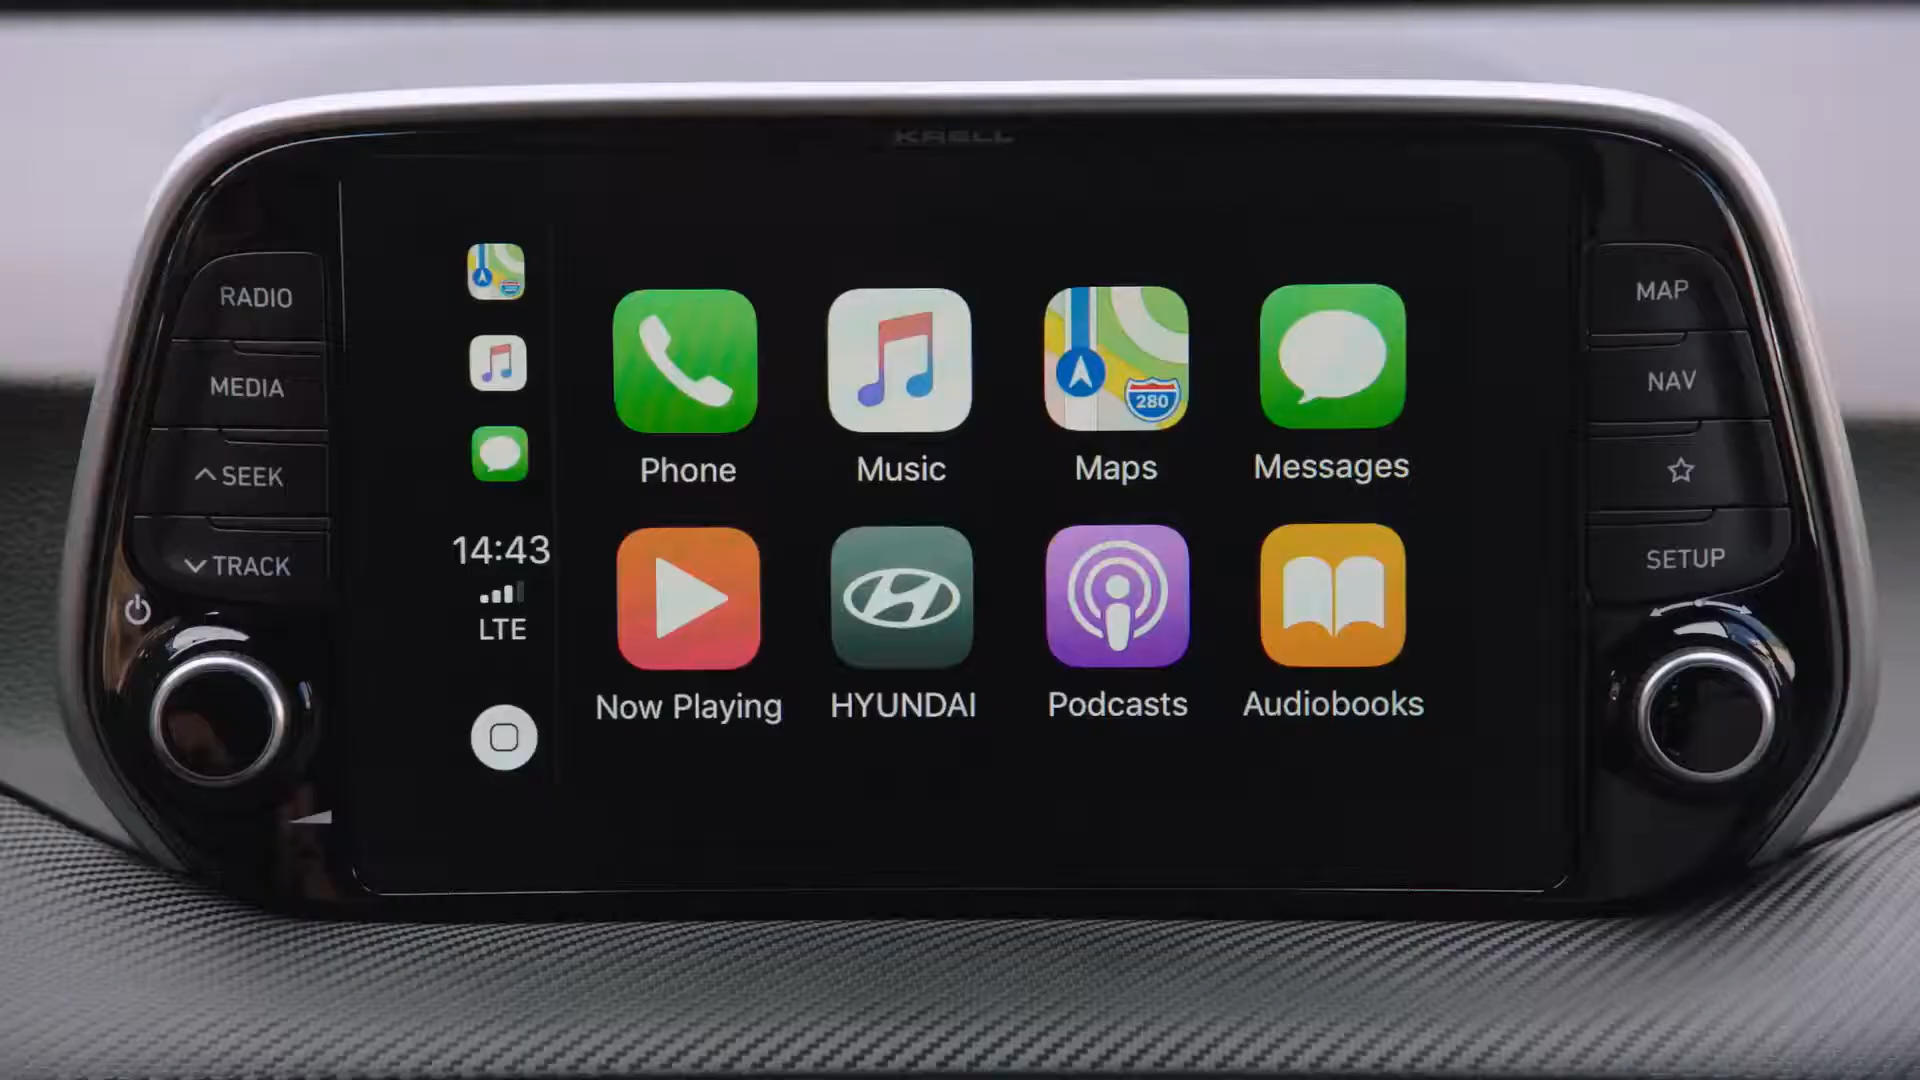 KRELL
RADIO
MEDIA
SEEK
TRACK
14:43
LTE
280
Phone
Music
Maps
Messages
Now Playing
HYUNDAI
Podcasts
Audiobooks
MAP
NAV
SETUP